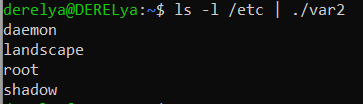 derelya@DERELya:~$ ls -l /etc | ./var2
daemon
landscape
root
shadow